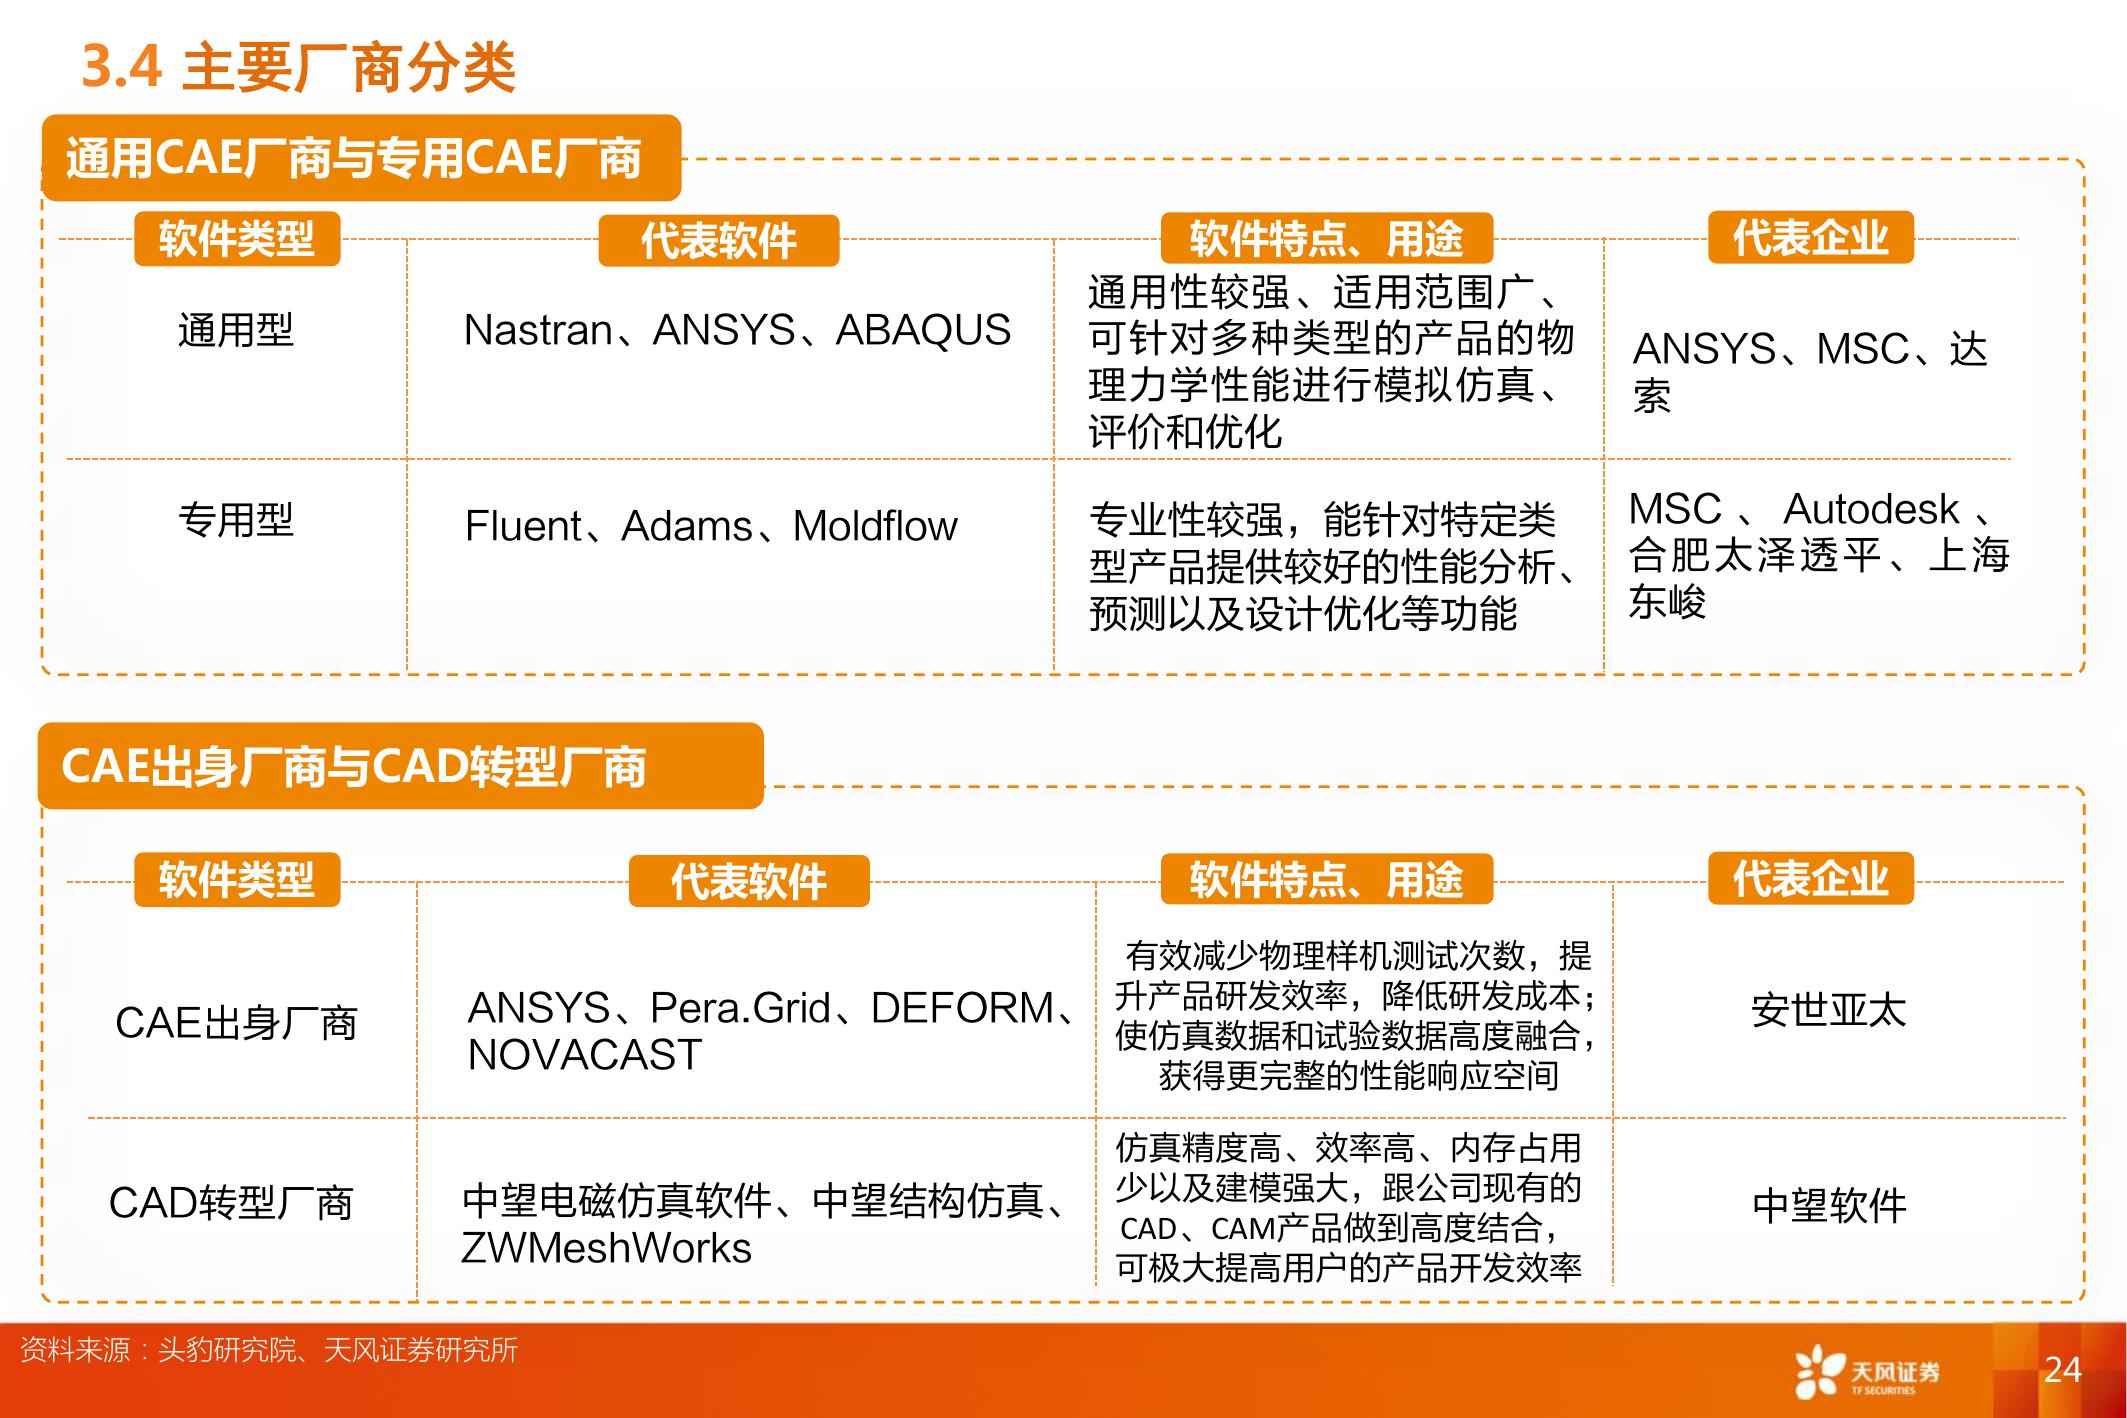 3.4 主要厂商分类
通用CAE厂商与专用CAE厂商
软件类型
代表软件
软件特点、用途
代表企业
通用型
Nastran、ANSYS、ABAQUS
通用性较强、适用范围广、
可针对多种类型的产品的物
理力学性能进行模拟仿真、
评价和优化
ANSYS、MSC、达
索
专用型
Fluent、Adams、Moldflow
专业性较强，能针对特定类
型产品提供较好的性能分析、
预测以及设计优化等功能
MSC 、 Autodesk 、
合肥太泽透平、上海
东峻
CAE出身厂商与CAD转型厂商
软件类型
代表软件
软件特点、用途
代表企业
CAE出身厂商
ANSYS、Pera.Grid、DEFORM、
NOVACAST
有效减少物理样机测试次数，提
升产品研发效率，降低研发成本；
使仿真数据和试验数据高度融合，
获得更完整的性能响应空间
安世亚太
CAD转型厂商
中望电磁仿真软件、中望结构仿真、
ZWMeshWorks
仿真精度高、效率高、内存占用
少以及建模强大，跟公司现有的
CAD、CAM产品做到高度结合，
可极大提高用户的产品开发效率
中望软件
资料来源：头豹研究院、天风证券研究所
天风证券
TF SECURITIES
24